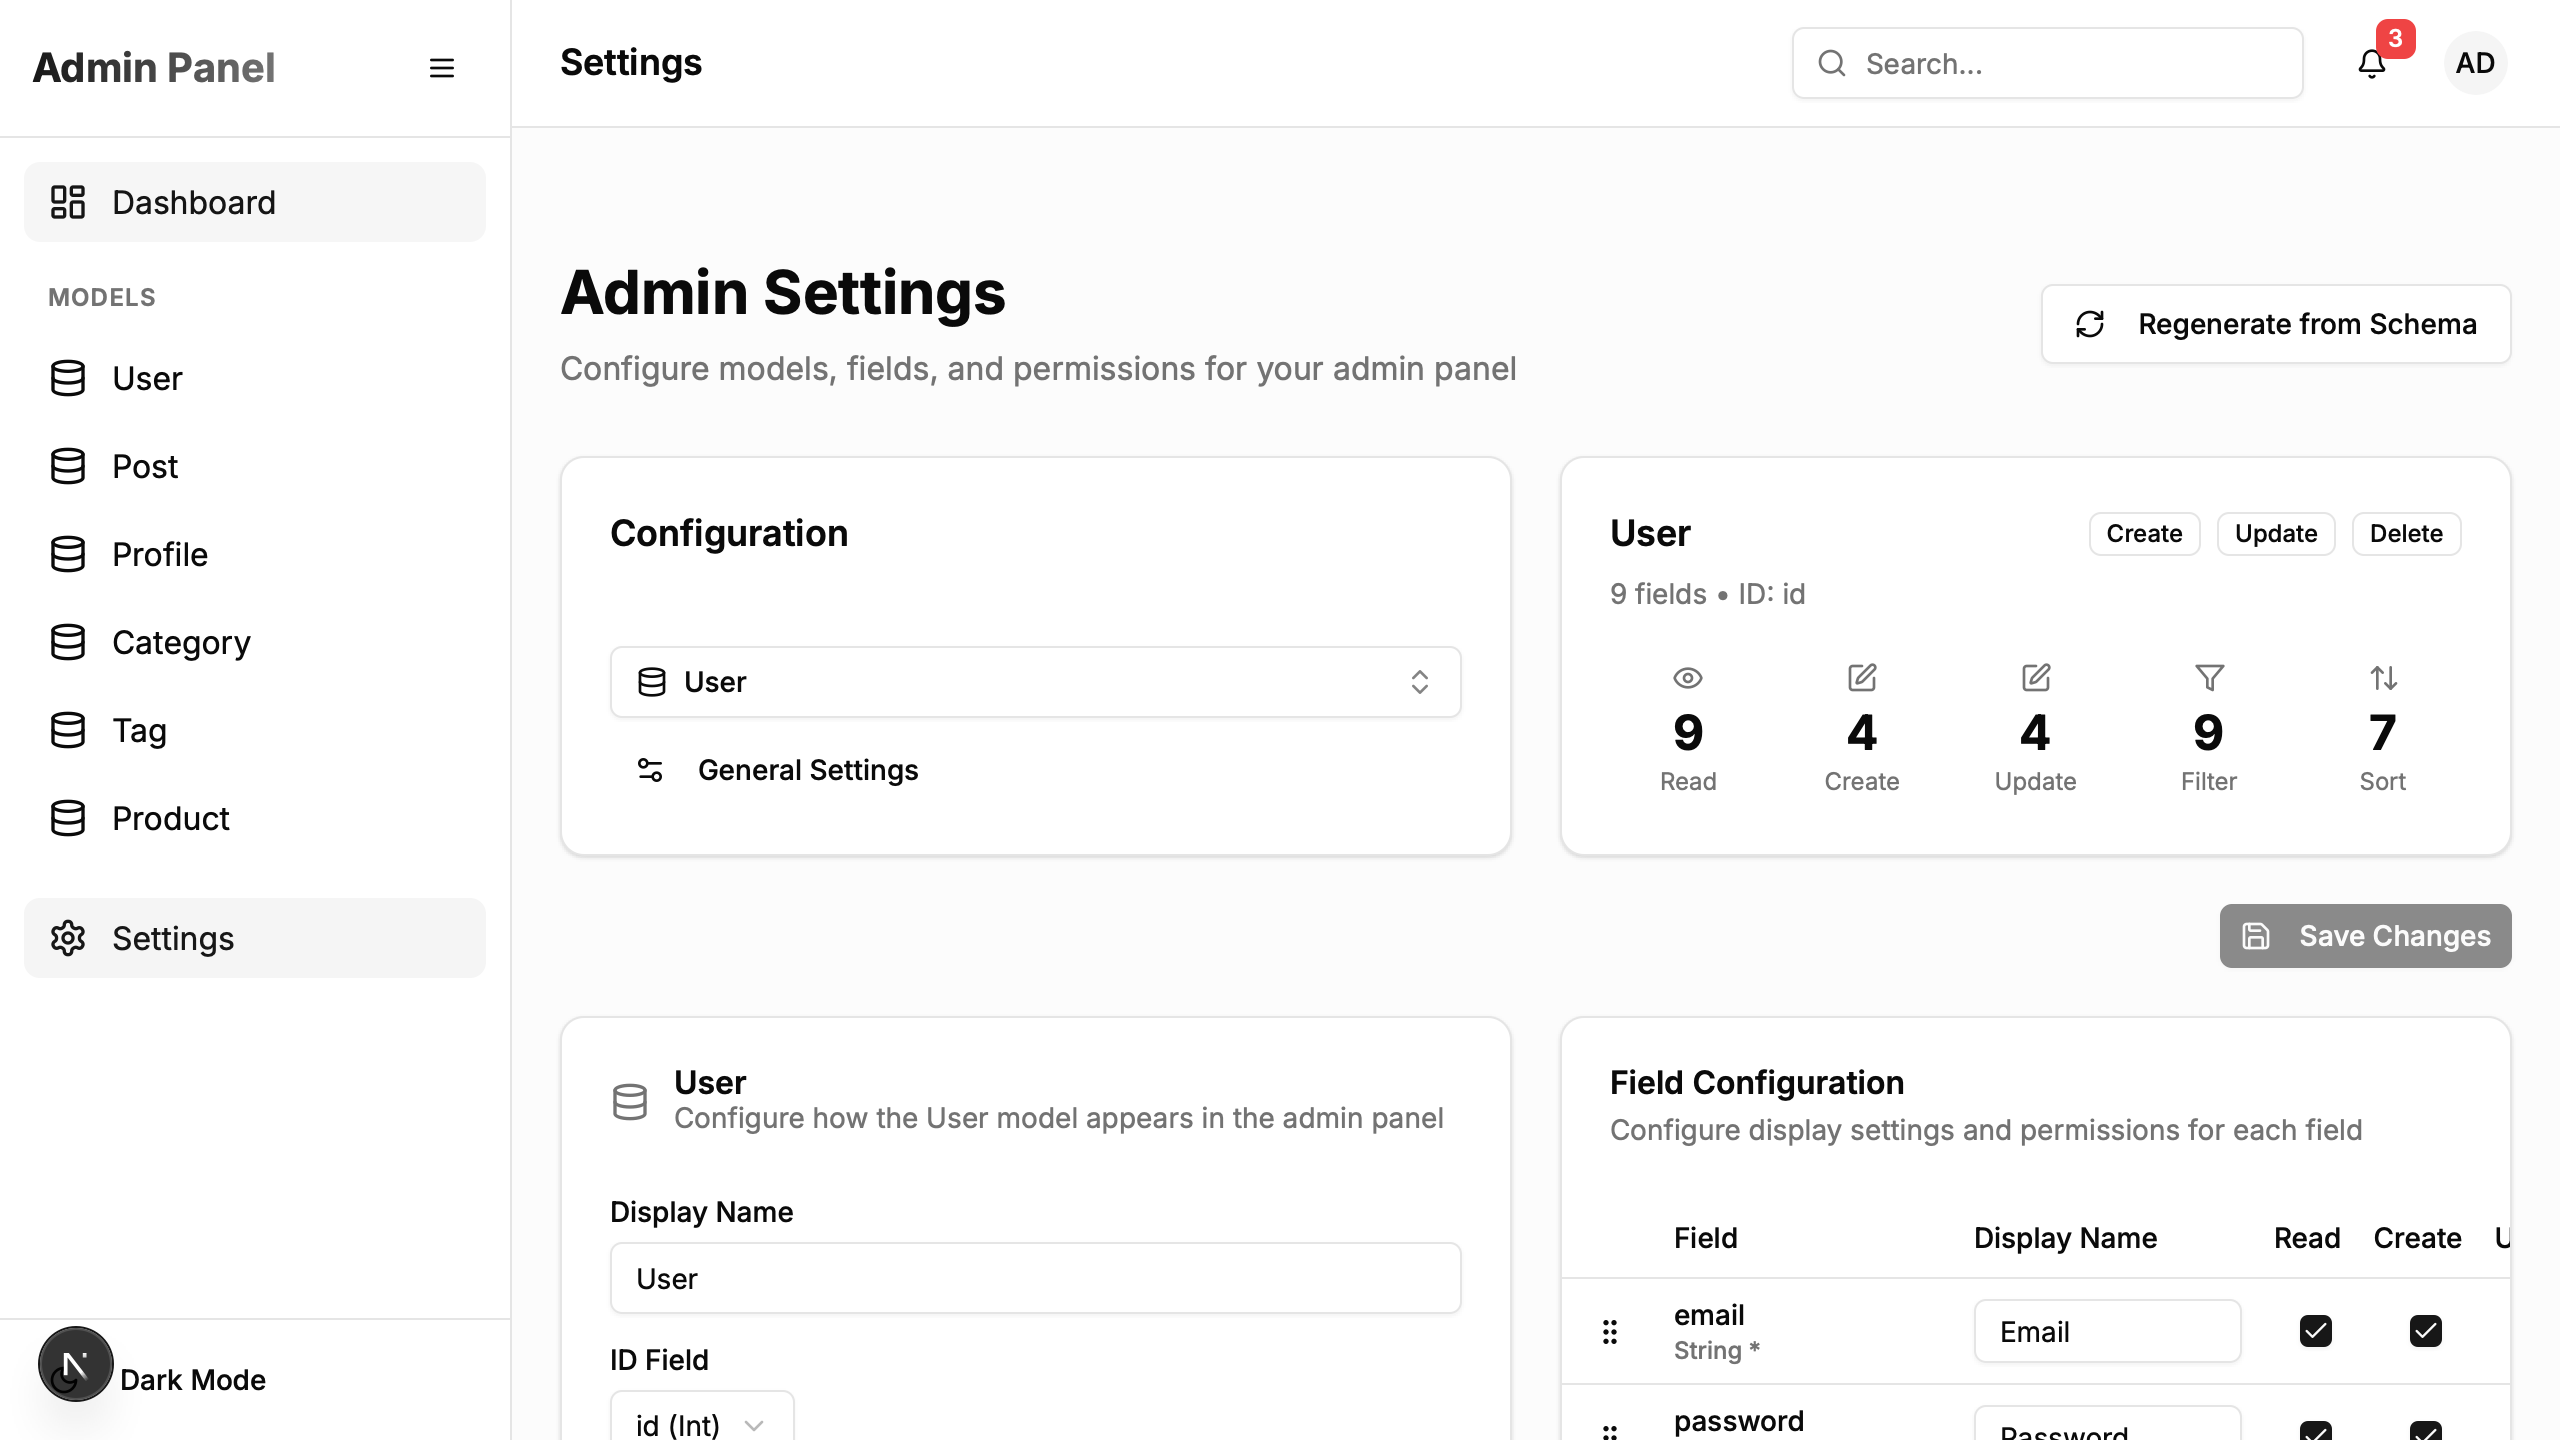 Admin Panel
Dashboard
MODELS
User
Post
Profile
Category
Tag
Product
Settings
Dark Mode
Settings
Search...
3
AD
Admin Settings
Configure models, fields, and permissions for your admin panel
Regenerate from Schema
Configuration
User
General Settings
User
Create Update Delete
9 fields • ID: id
9 4 4 9 7
Read Create Update Filter Sort
Save Changes
User
Configure how the User model appears in the admin panel
Display Name
User
ID Field
id (Int)
Field Configuration
Configure display settings and permissions for each field
Field Display Name Read Create
email
String *
Email
password
Password